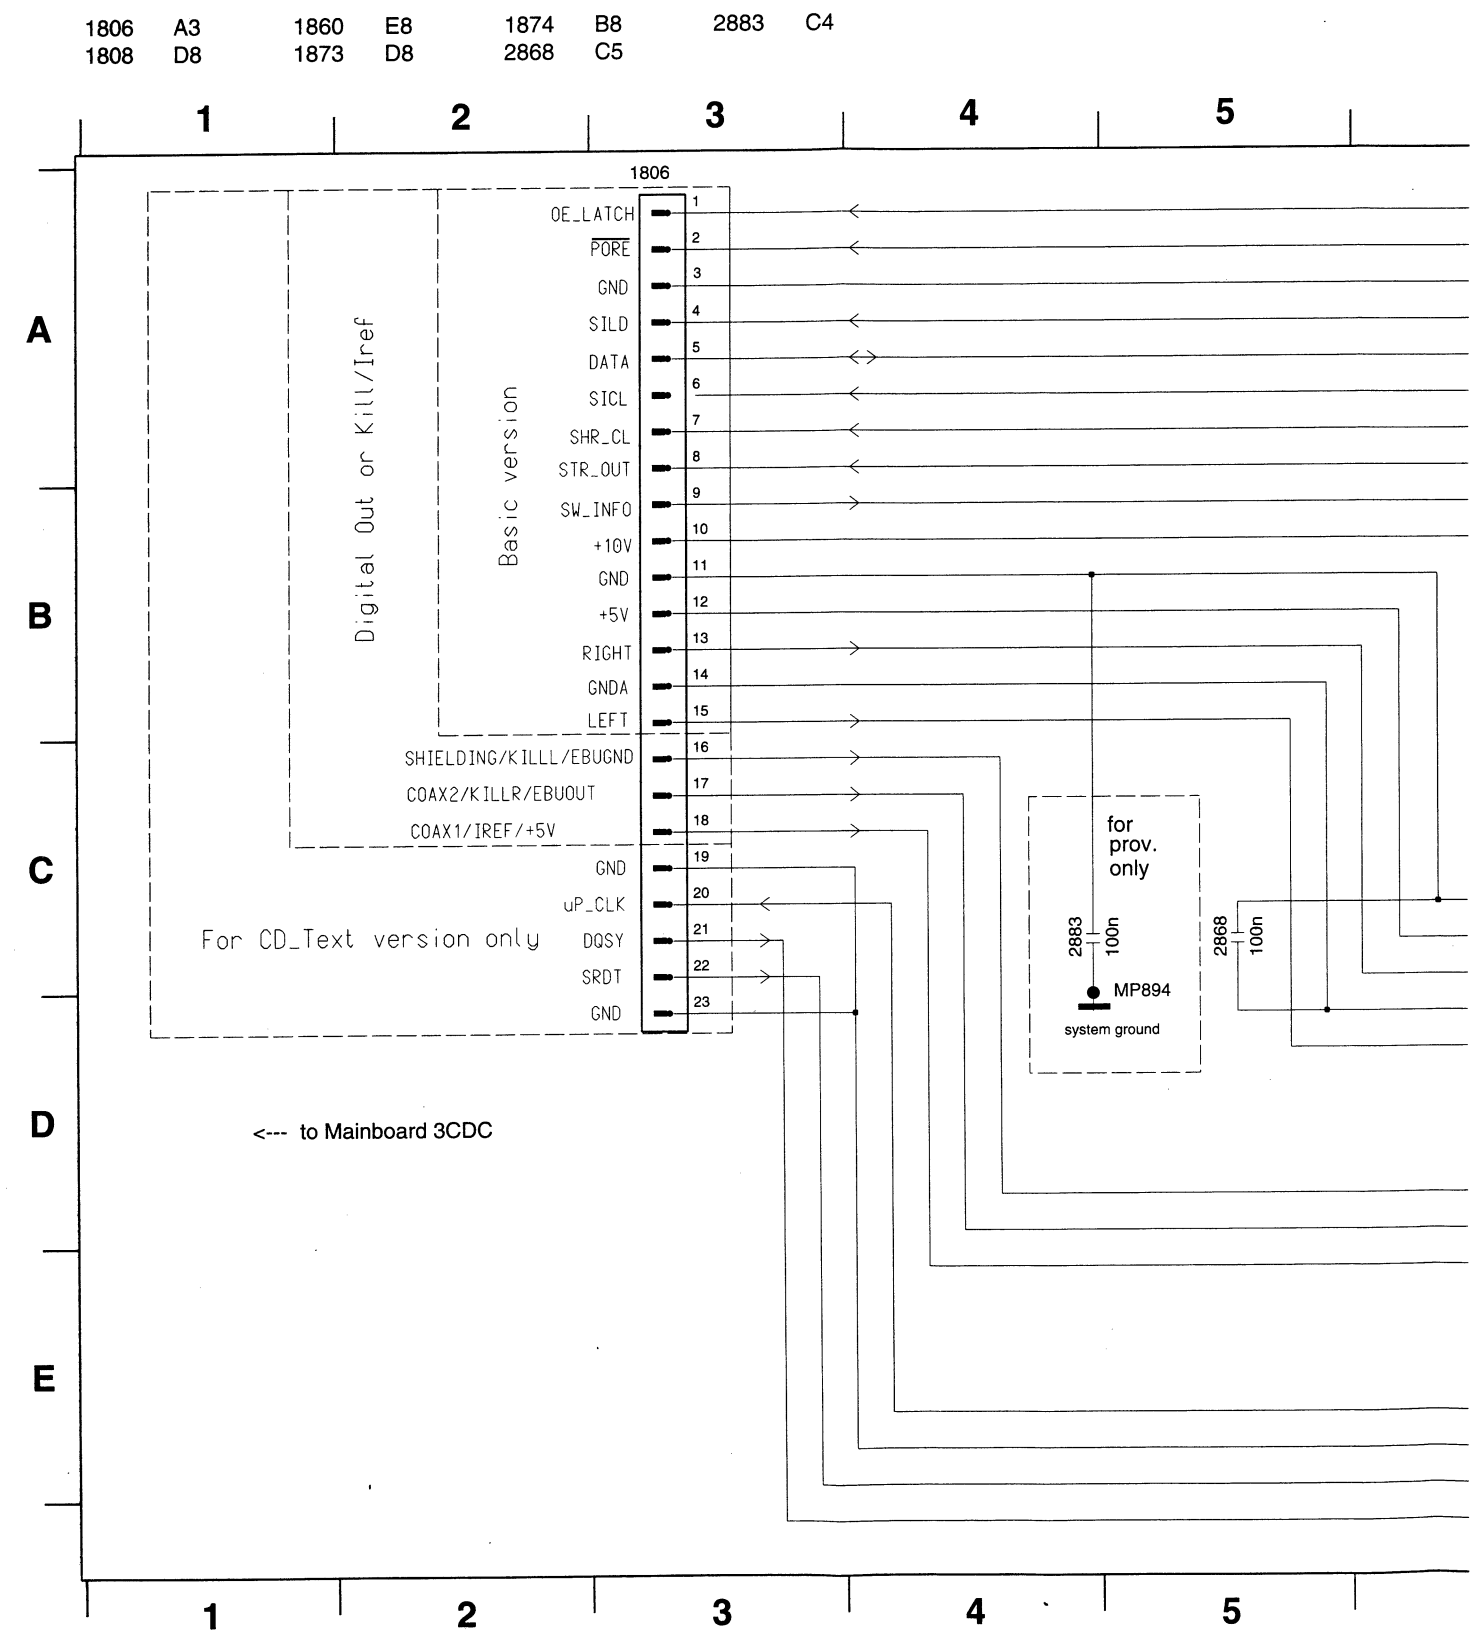 1806 A3 1860 E8 1874 B8 2883 C4
1808 D8 1873 D8 2868 C5
1 2 3 4 5
1806
OE_LATCH 1
PORE 2
GND 3
A
SILD 4
DATA 5
SICL 6
SHR_CL 7
STR_OUT 8
Digital Out or Kill/Iref
Basic version
SW_INFO 9
+10V 10
GND 11
B
+5V 12
RIGHT 13
GNDA 14
LEFT 15
SHIELDING/KILLL/EBUGND 16
COAX2/KILLR/EBUOUT 17
COAX1/IREF/+5V 18
for
prov.
only
C
GND 19
uP_CLK 20
For CD_Text version only
DQSY 21
2883
100n
2868
100n
SRDT 22
GND 23
MP894
system ground
D
<--- to Mainboard 3CDC
E
1 2 3 4 5